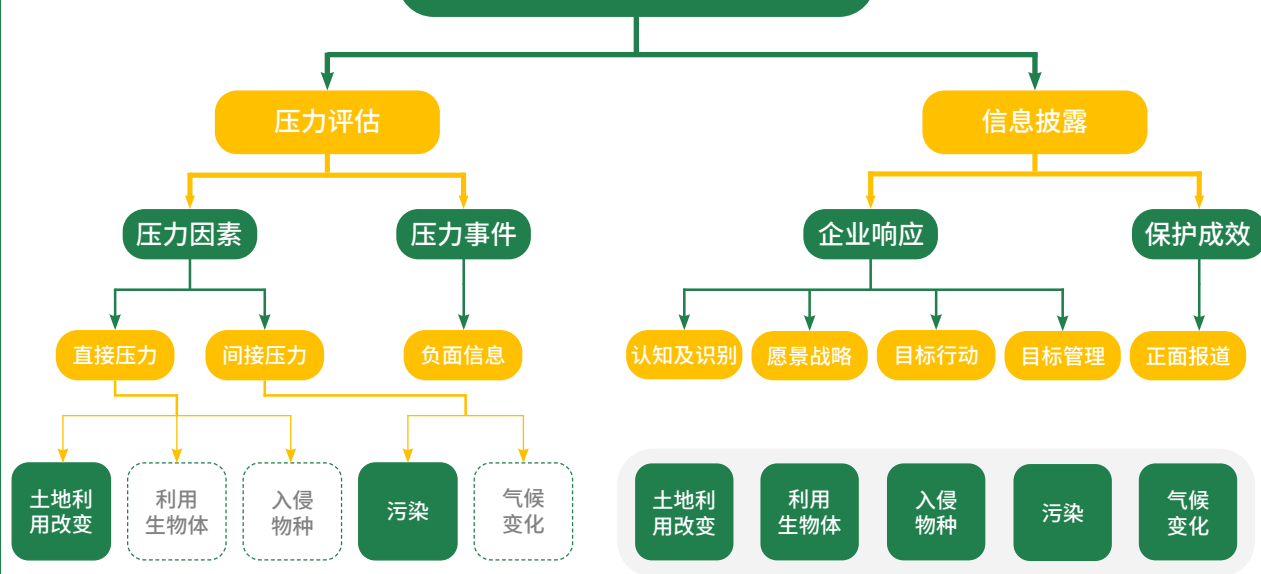 压力评估
信息披露
压力因素
压力事件
企业响应
保护成效
直接压力
间接压力
负面信息
认知及识别
愿景战略
目标行动
目标管理
正面报道
土地利
用改变
利用
生物体
入侵
物种
污染
气候
变化
土地利
用改变
利用
生物体
入侵
物种
污染
气候
变化